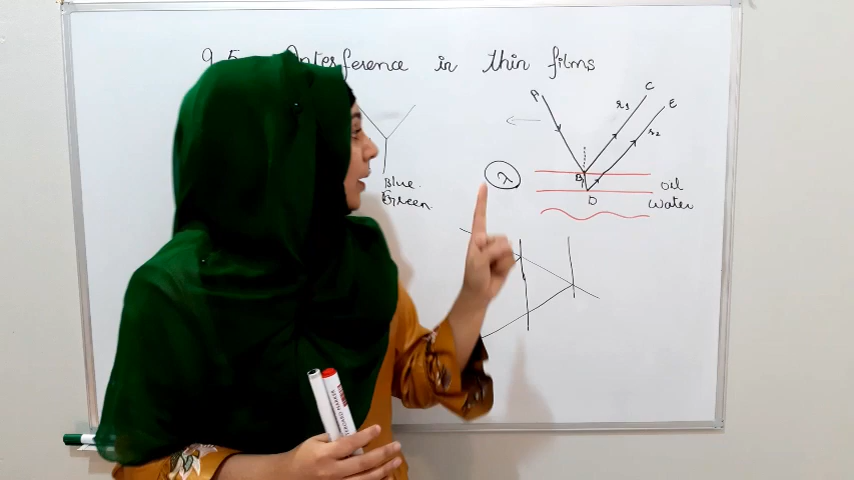 9.5 Interference in thin films
A
C
r₁
E
r₂
λ
B
D
oil
water
Blue.
Green